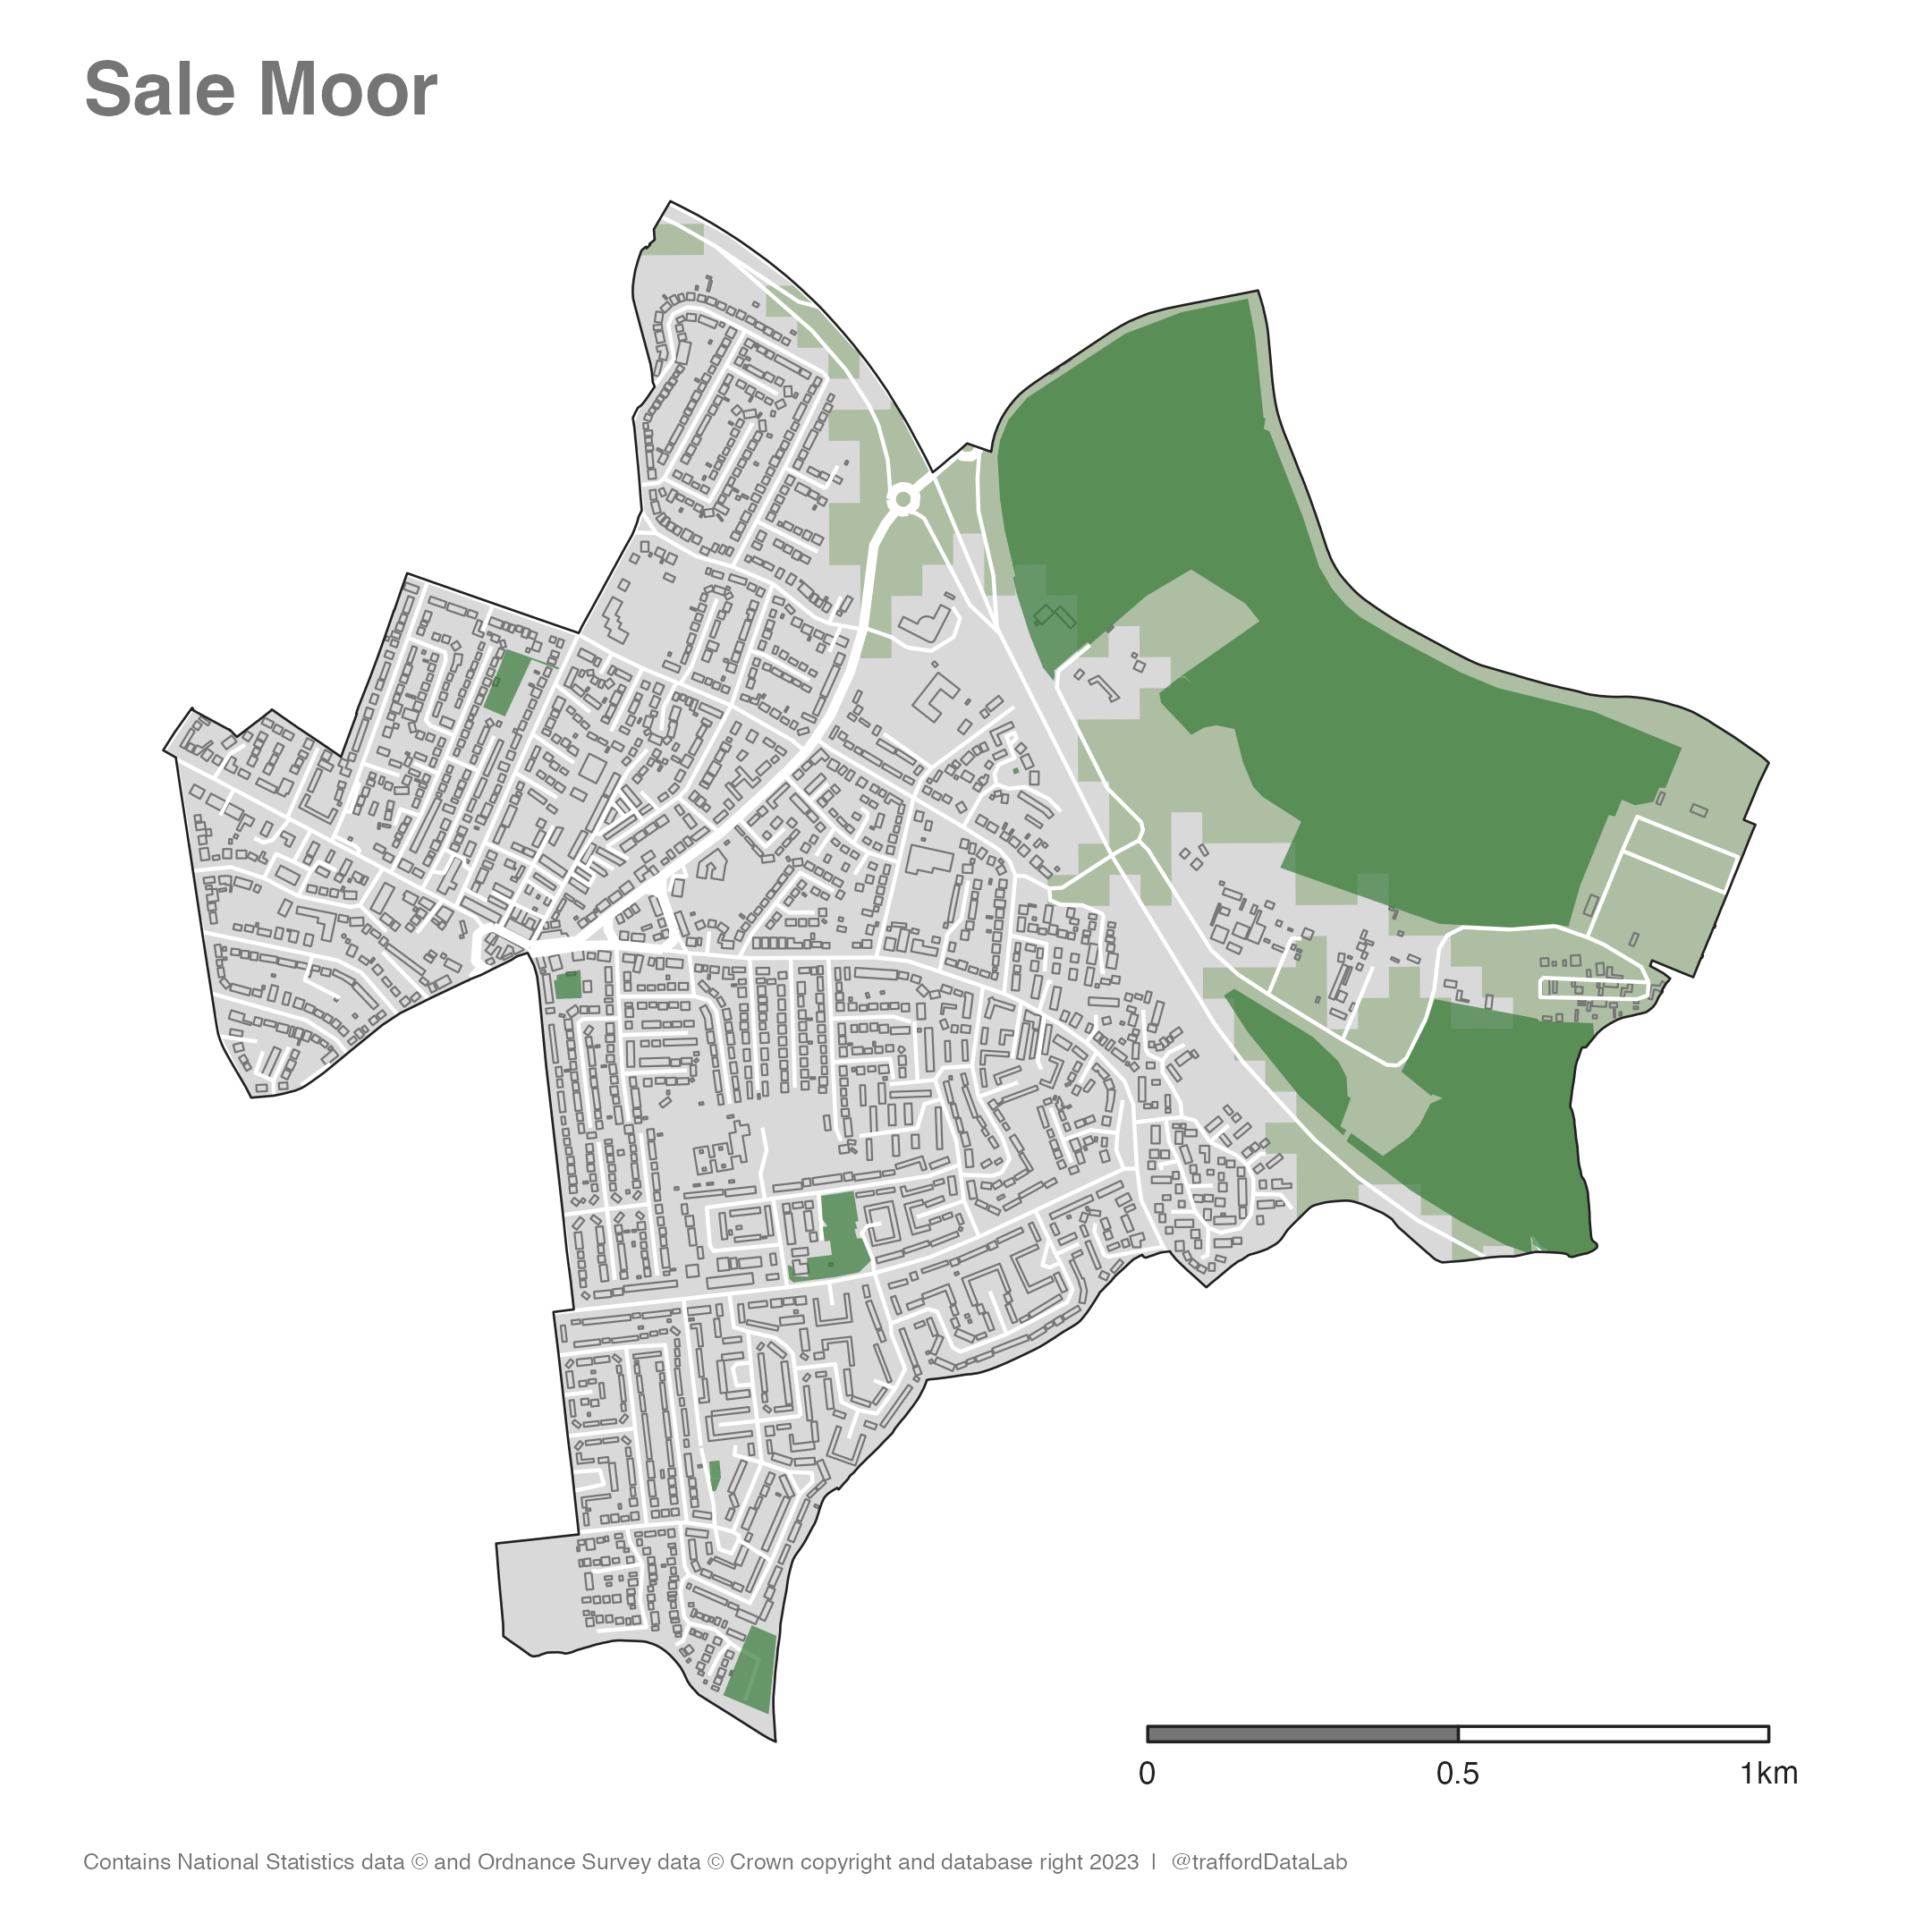 Sale Moor
0 0.5 1km
Contains National Statistics data © and Ordnance Survey data © Crown copyright and database right 2023 | @traffordDataLab